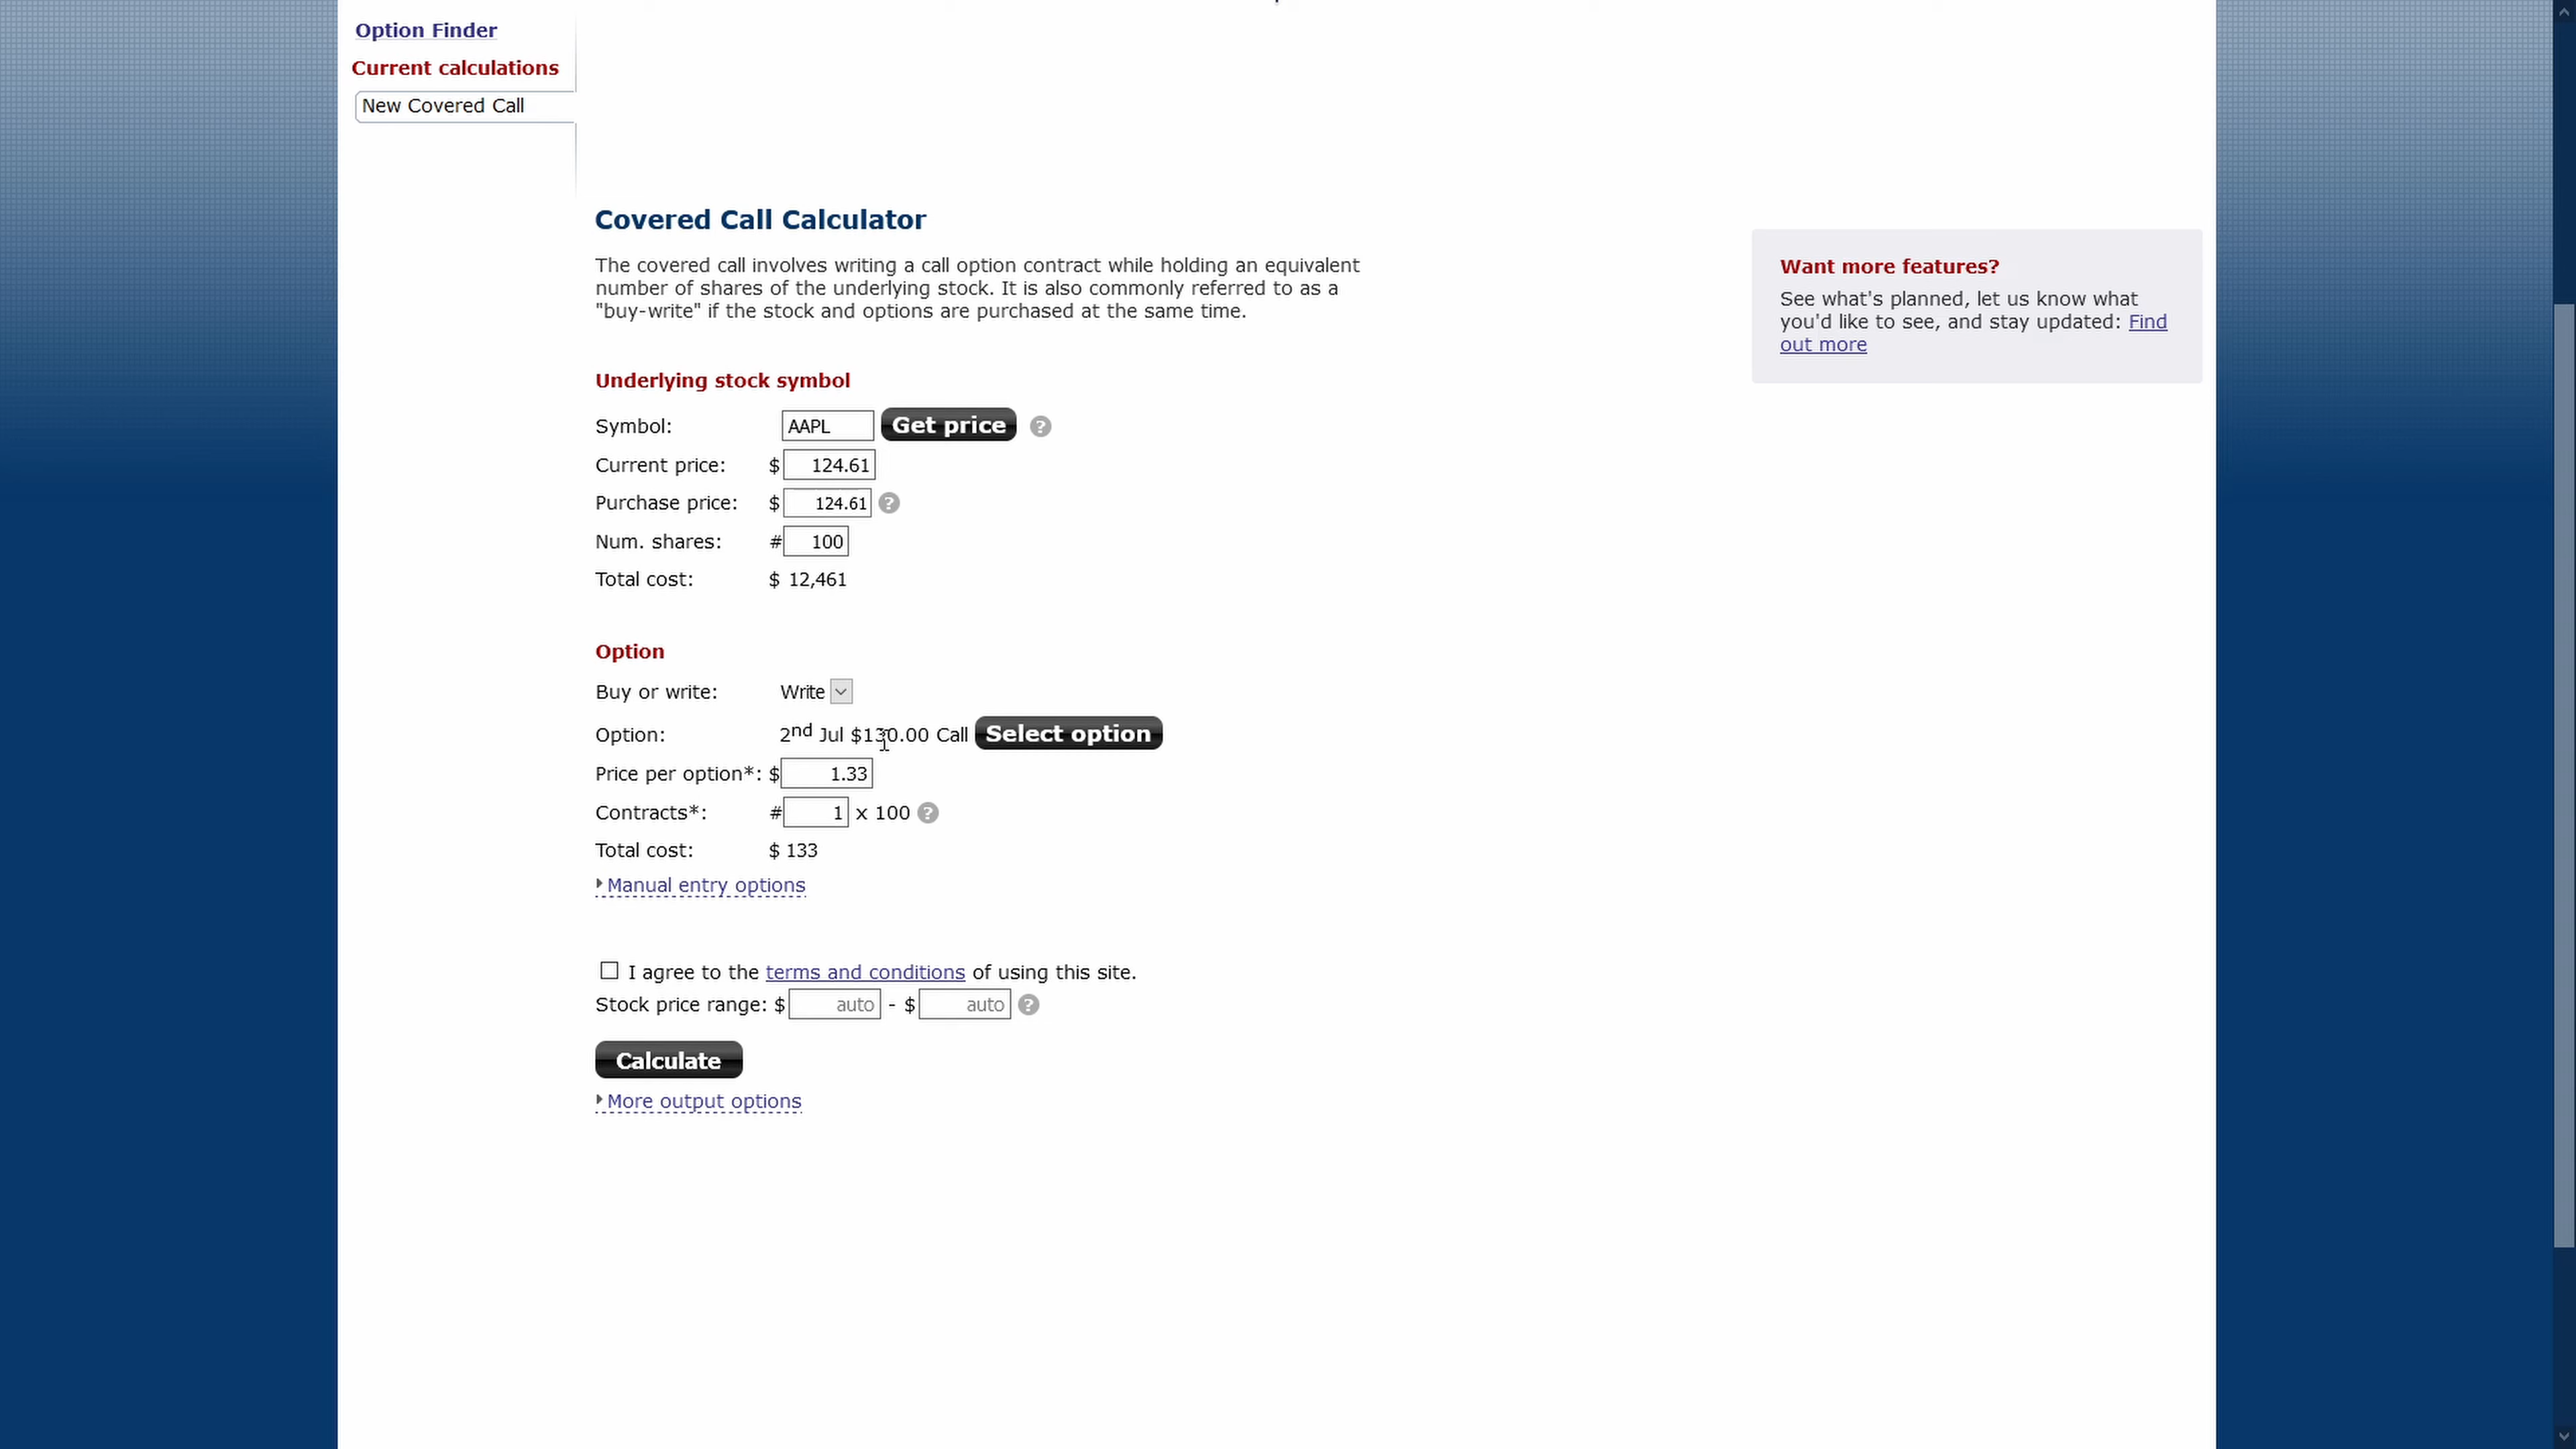 Option Finder
Current calculations
New Covered Call
Covered Call Calculator
The covered call involves writing a call option contract while holding an equivalent
number of shares of the underlying stock. It is also commonly referred to as a
"buy-write" if the stock and options are purchased at the same time.
Want more features?
See what's planned, let us know what
you'd like to see, and stay updated: Find
out more
Underlying stock symbol
Symbol: AAPL Get price ?
Current price: $ 124.61
Purchase price: $ 124.61 ?
Num. shares: # 100
Total cost: $ 12,461
Option
Buy or write: Write
Option: 2nd Jul $130.00 Call Select option
Price per option*: $ 1.33
Contracts*: # 1 x 100 ?
Total cost: $ 133
Manual entry options
I agree to the terms and conditions of using this site.
Stock price range: $ auto - $ auto ?
Calculate
More output options